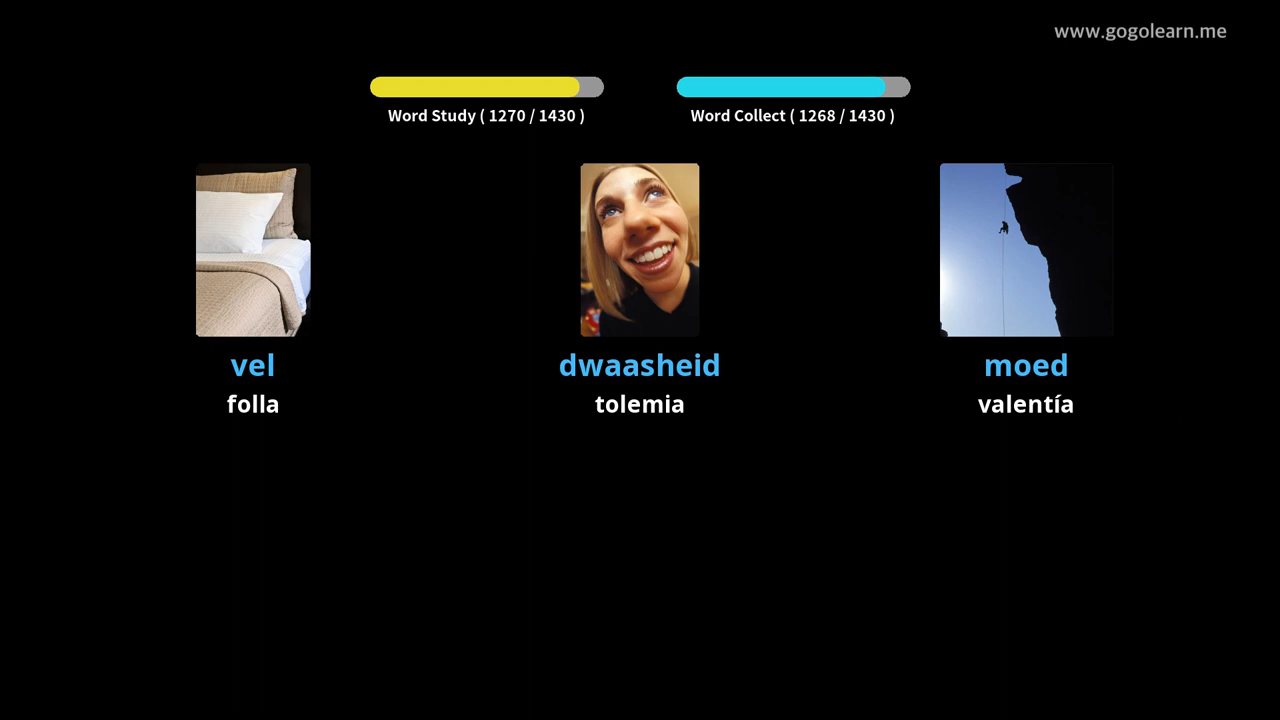 www.gogolearn.me
Word Study ( 1270 / 1430 )
Word Collect ( 1268 / 1430 )
vel
dwaasheid
moed
folla
tolemia
valentía